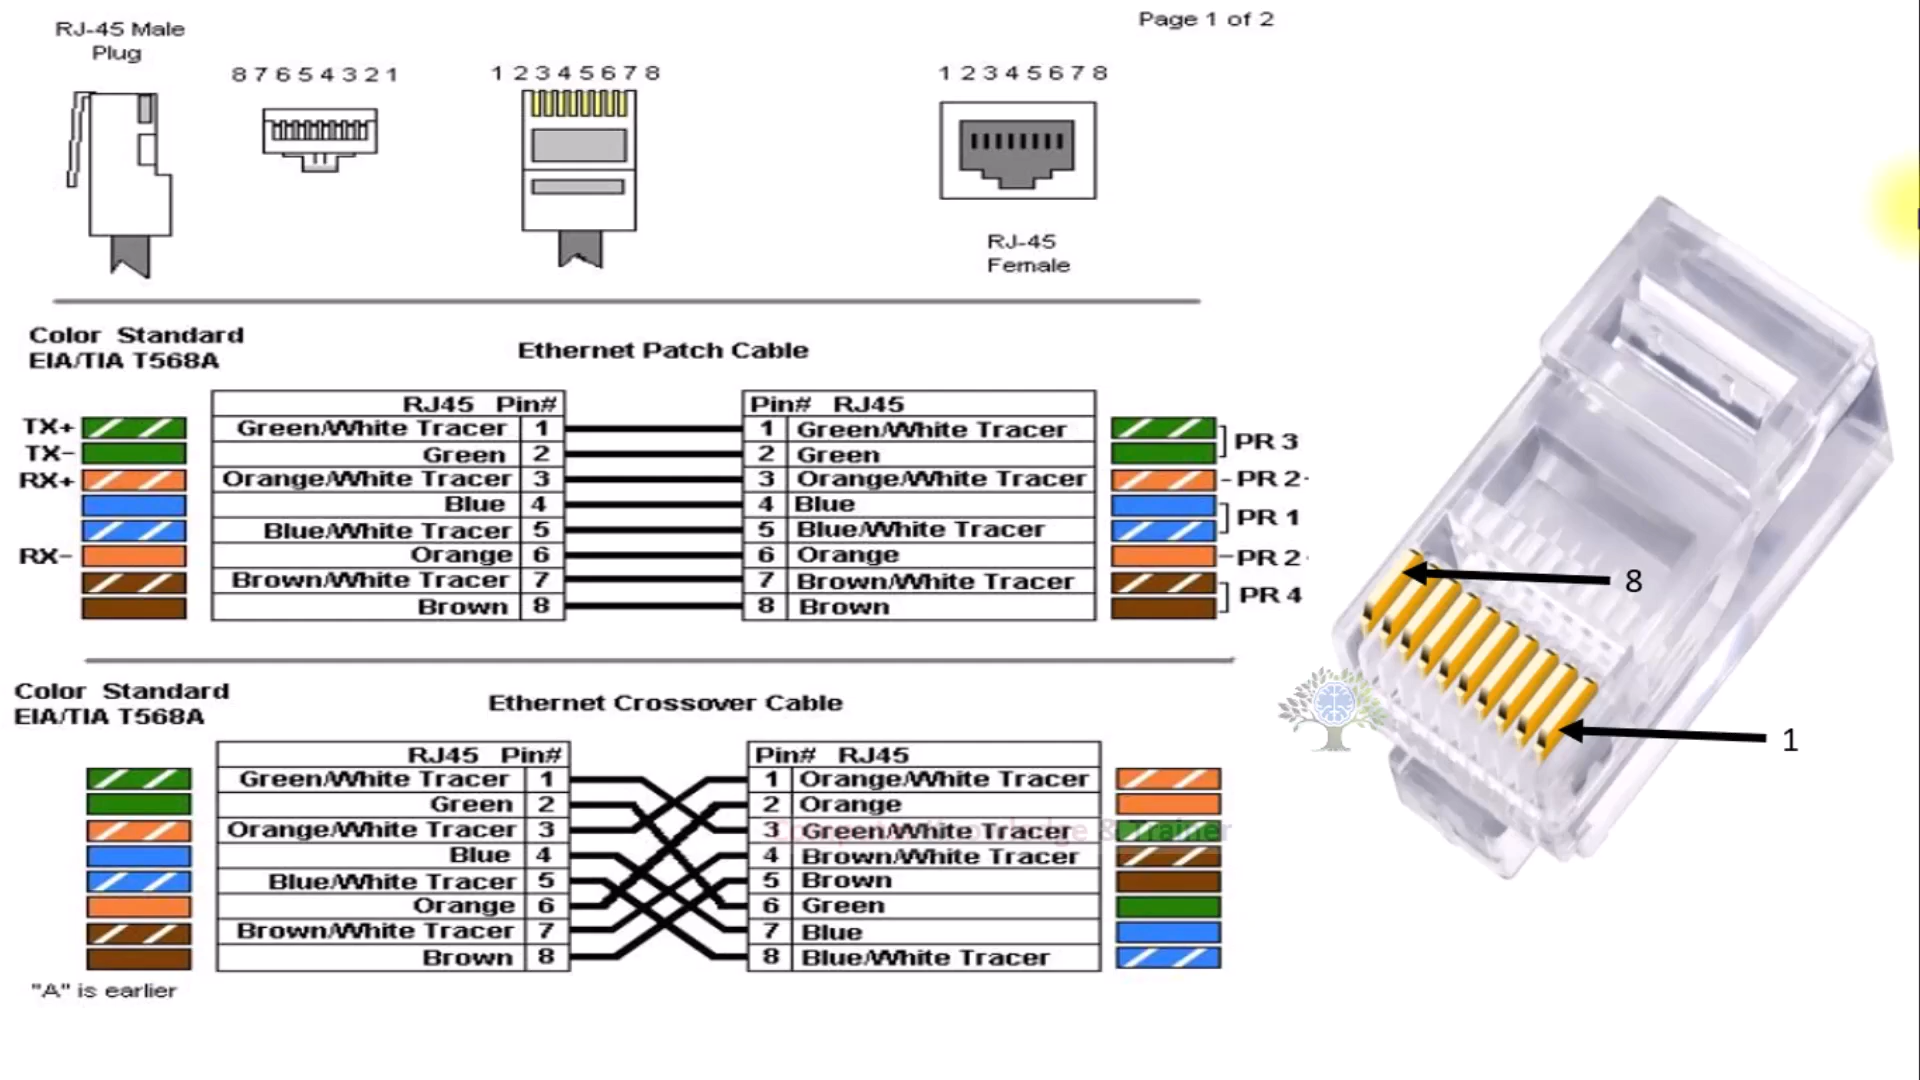 Page 1 of 2
RJ-45 Male
Plug
8 7 6 5 4 3 2 1
1 2 3 4 5 6 7 8
1 2 3 4 5 6 7 8
RJ-45
Female
Color Standard
EIA/TIA T568A
Ethernet Patch Cable
RJ45 Pin#
Pin# RJ45
TX+ Green/White Tracer 1 1 Green/White Tracer
PR 3
TX- Green 2 2 Green
RX+ Orange/White Tracer 3 3 Orange/White Tracer PR 2
Blue 4 4 Blue
PR 1
Blue/White Tracer 5 5 Blue/White Tracer
RX- Orange 6 6 Orange PR 2
Brown/White Tracer 7 7 Brown/White Tracer
PR 4
Brown 8 8 Brown
8
1
Color Standard
EIA/TIA T568A
Ethernet Crossover Cable
RJ45 Pin#
Pin# RJ45
Green/White Tracer 1 1 Orange/White Tracer
Green 2 2 Orange
Orange/White Tracer 3 3 Green/White Tracer
& Trainer
Blue 4 4 Brown/White Tracer
Blue/White Tracer 5 5 Brown
Orange 6 6 Green
Brown/White Tracer 7 7 Blue
Brown 8 8 Blue/White Tracer
"A" is earlier